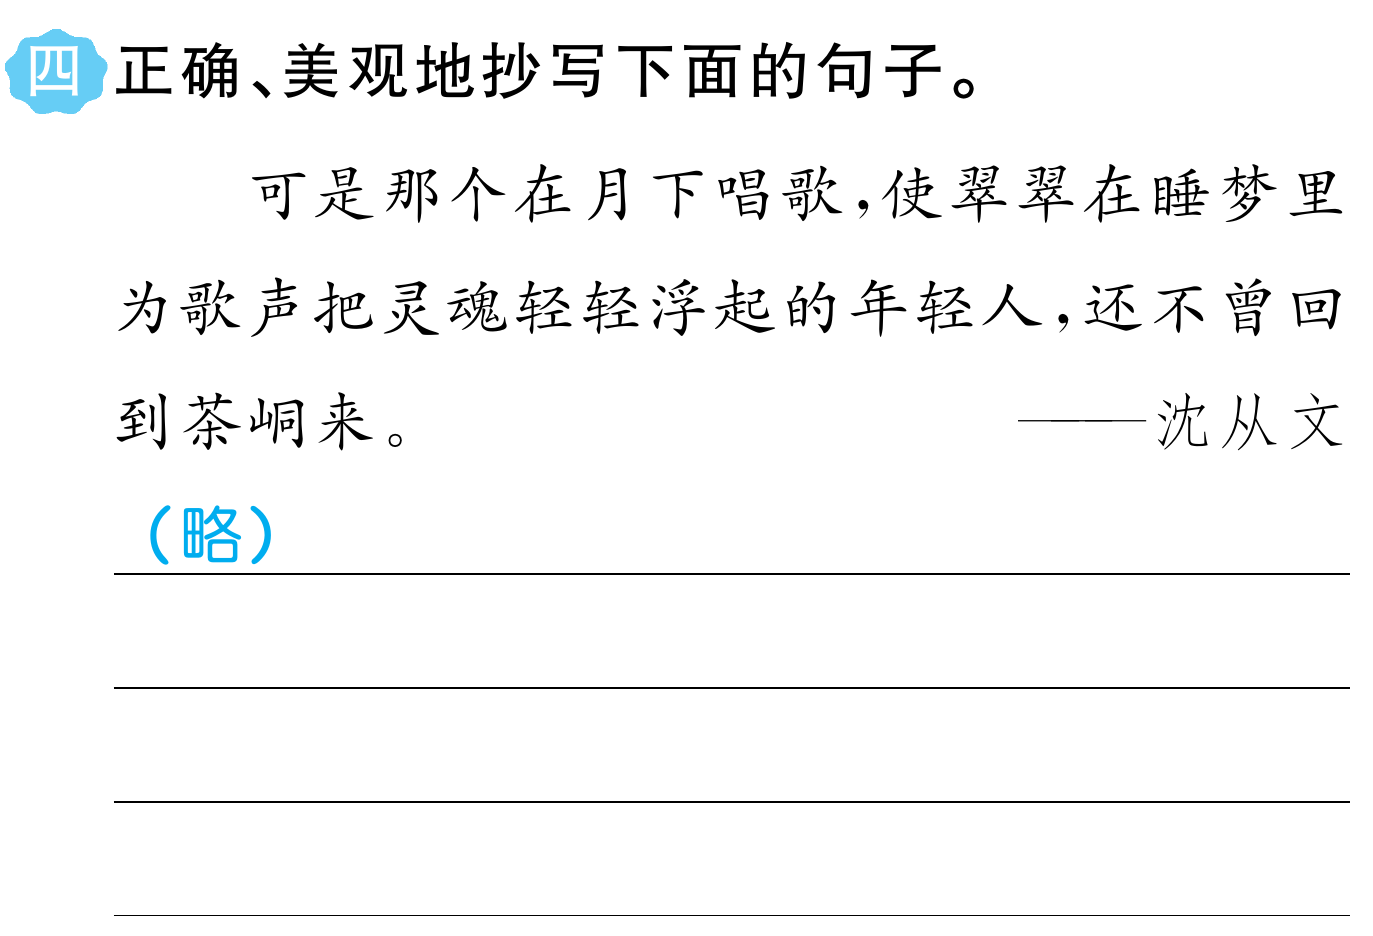 四 正确、美观地抄写下面的句子。
可是那个在月下唱歌,使翠翠在睡梦里
为歌声把灵魂轻轻浮起的年轻人,还不曾回
到茶峒来。 ——沈从文
(略)